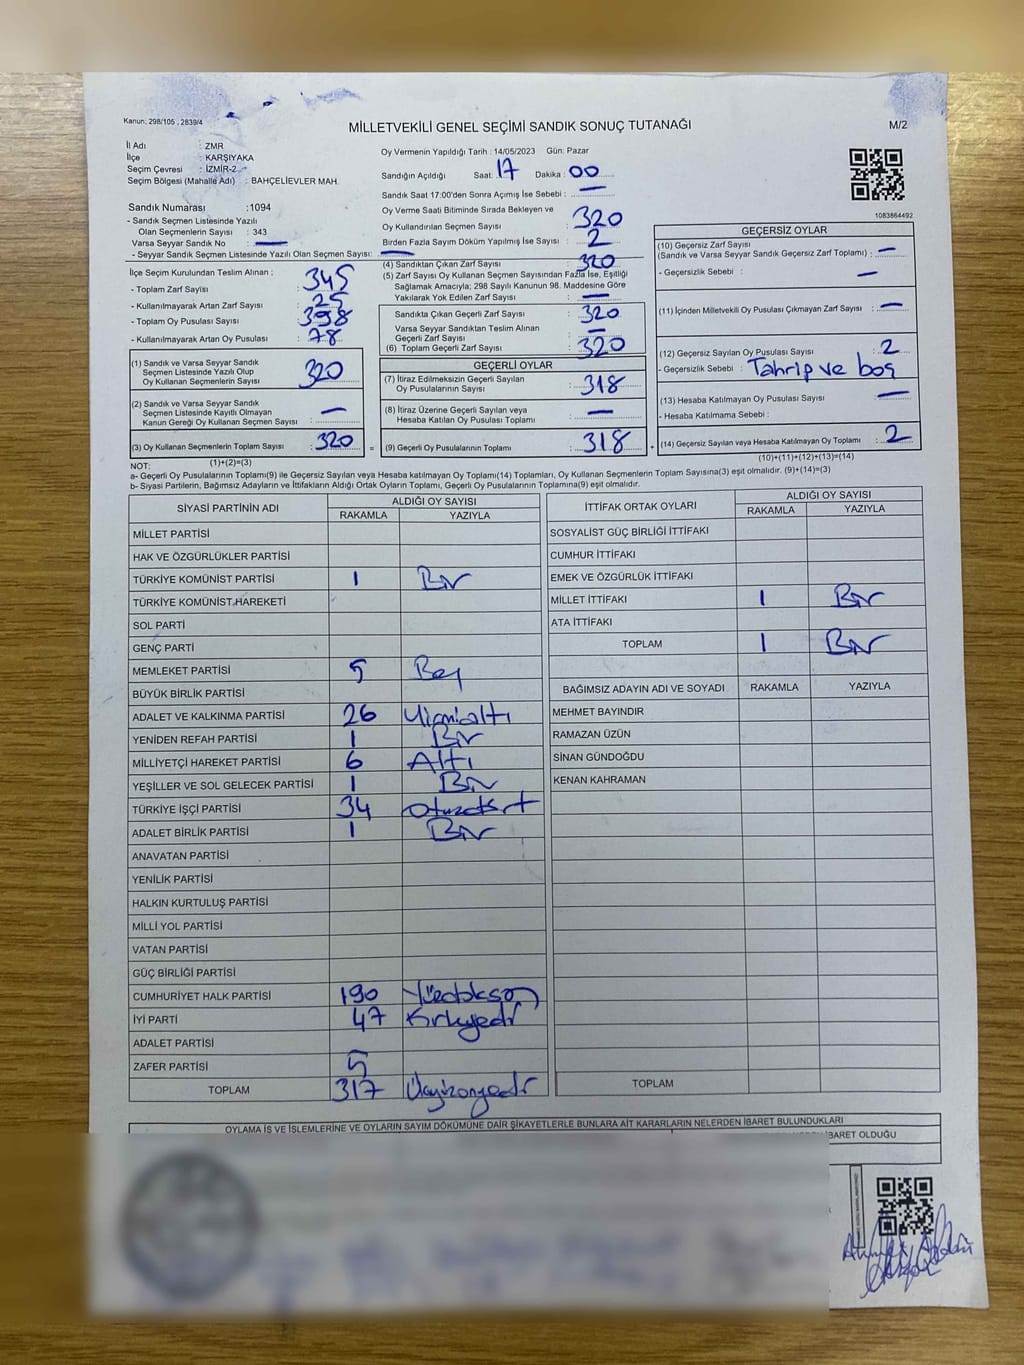 Kanun: 298/105 , 2839/4
MİLLETVEKİLİ GENEL SEÇİMİ SANDIK SONUÇ TUTANAĞI
M/2
İl Adı : ZMR
İlçe : KARŞIYAKA
Seçim Çevresi : İZMİR-2
Seçim Bölgesi (Mahalle Adı) : BAHÇELİEVLER MAH.
Sandık Numarası :1094
- Sandık Seçmen Listesinde Yazılı
Olan Seçmenlerin Sayısı : 343
Varsa Seyyar Sandık No : —
- Seyyar Sandık Seçmen Listesinde Yazılı Olan Seçmen Sayısı: —
İlçe Seçim Kurulundan Teslim Alınan :
- Toplam Zarf Sayısı : 345
- Kullanılmayarak Artan Zarf Sayısı : 25
- Toplam Oy Pusulası Sayısı : 398
- Kullanılmayarak Artan Oy Pusulası : 78
Oy Vermenin Yapıldığı Tarih : 14/05/2023 Gün: Pazar
Sandığın Açıldığı Saat: 17 Dakika : 00
Sandık Saat 17:00'den Sonra Açımış İse Sebebi : —
Oy Verme Saati Bitiminde Sırada Bekleyen ve
Oy Kullandırılan Seçmen Sayısı : 320
Birden Fazla Sayım Döküm Yapılmış İse Sayısı : 2
(4) Sandıktan Çıkan Zarf Sayısı : 320
(5) Zarf Sayısı Oy Kullanan Seçmen Sayısından Fazla İse, Eşitliği
Sağlamak Amacıyla; 298 Sayılı Kanunun 98. Maddesine Göre
Yakılarak Yok Edilen Zarf Sayısı : —
Sandıkta Çıkan Geçerli Zarf Sayısı : 320
Varsa Seyyar Sandıktan Teslim Alınan
Geçerli Zarf Sayısı : —
(6) Toplam Geçerli Zarf Sayısı : 320
1083864492
GEÇERSİZ OYLAR
(10) Geçersiz Zarf Sayısı
(Sandık ve Varsa Seyyar Sandık Geçersiz Zarf Toplamı) : —
- Geçersizlik Sebebi : —
(11) İçinden Milletvekili Oy Pusulası Çıkmayan Zarf Sayısı : —
(12) Geçersiz Sayılan Oy Pusulası Sayısı : 2
- Geçersizlik Sebebi : Tahrip ve boş
(13) Hesaba Katılmayan Oy Pusulası Sayısı —
- Hesaba Katılmama Sebebi :
(14) Geçersiz Sayılan veya Hesaba Katılmayan Oy Toplamı : 2
(10)+(11)+(12)+(13)=(14)
(1) Sandık ve Varsa Seyyar Sandık
Seçmen Listesinde Yazılı Olup
Oy Kullanan Seçmenlerin Sayısı : 320
(2) Sandık ve Varsa Seyyar Sandık
Seçmen Listesinde Kayıtlı Olmayan
Kanun Gereği Oy Kullanan Seçmen Sayısı : —
(3) Oy Kullanan Seçmenlerin Toplam Sayısı : 320 =
(1)+(2)=(3)
GEÇERLİ OYLAR
(7) İtiraz Edilmeksizin Geçerli Sayılan
Oy Pusulalarının Sayısı : 318
(8) İtiraz Üzerine Geçerli Sayılan veya
Hesaba Katılan Oy Pusulası Toplamı : —
(9) Geçerli Oy Pusulalarının Toplamı : 318 +
NOT:
a- Geçerli Oy Pusulalarının Toplamı(9) ile Geçersiz Sayılan veya Hesaba katılmayan Oy Toplamı(14) Toplamları, Oy Kullanan Seçmenlerin Toplam Sayısına(3) eşit olmalıdır. (9)+(14)=(3)
b- Siyasi Partilerin, Bağımsız Adayların ve İttifakların Aldığı Ortak Oyların Toplamı, Geçerli Oy Pusulalarının Toplamına(9) eşit olmalıdır.
SİYASİ PARTİNİN ADI ALDIĞI OY SAYISI
RAKAMLA YAZIYLA
MİLLET PARTİSİ
HAK VE ÖZGÜRLÜKLER PARTİSİ
TÜRKİYE KOMÜNİST PARTİSİ 1 Bir
TÜRKİYE KOMÜNİST HAREKETİ
SOL PARTİ
GENÇ PARTİ
MEMLEKET PARTİSİ 5 Beş
BÜYÜK BİRLİK PARTİSİ
ADALET VE KALKINMA PARTİSİ 26 Yirmialtı
YENİDEN REFAH PARTİSİ 1 Bir
MİLLİYETÇİ HAREKET PARTİSİ 6 Altı
YEŞİLLER VE SOL GELECEK PARTİSİ 1 Bir
TÜRKİYE İŞÇİ PARTİSİ 34 Otuzdört
ADALET BİRLİK PARTİSİ 1 Bir
ANAVATAN PARTİSİ
YENİLİK PARTİSİ
HALKIN KURTULUŞ PARTİSİ
MİLLİ YOL PARTİSİ
VATAN PARTİSİ
GÜÇ BİRLİĞİ PARTİSİ
CUMHURİYET HALK PARTİSİ 190 Yüzdoksan
İYİ PARTİ 47 Kırkyedi
ADALET PARTİSİ
ZAFER PARTİSİ 5
TOPLAM 317 Üçyüzonyedi
İTTİFAK ORTAK OYLARI ALDIĞI OY SAYISI
RAKAMLA YAZIYLA
SOSYALİST GÜÇ BİRLİĞİ İTTİFAKI
CUMHUR İTTİFAKI
EMEK VE ÖZGÜRLÜK İTTİFAKI
MİLLET İTTİFAKI 1 Bir
ATA İTTİFAKI
TOPLAM 1 Bir
BAĞIMSIZ ADAYIN ADI VE SOYADI RAKAMLA YAZIYLA
MEHMET BAYINDIR
RAMAZAN ÜZÜN
SİNAN GÜNDOĞDU
KENAN KAHRAMAN
TOPLAM
OYLAMA İŞ VE İŞLEMLERİNE VE OYLARIN SAYIM DÖKÜMÜNE DAİR ŞİKAYETLERLE BUNLARA AİT KARARLARIN NELERDEN İBARET BULUNDUKLARI
BARET OLDUĞU